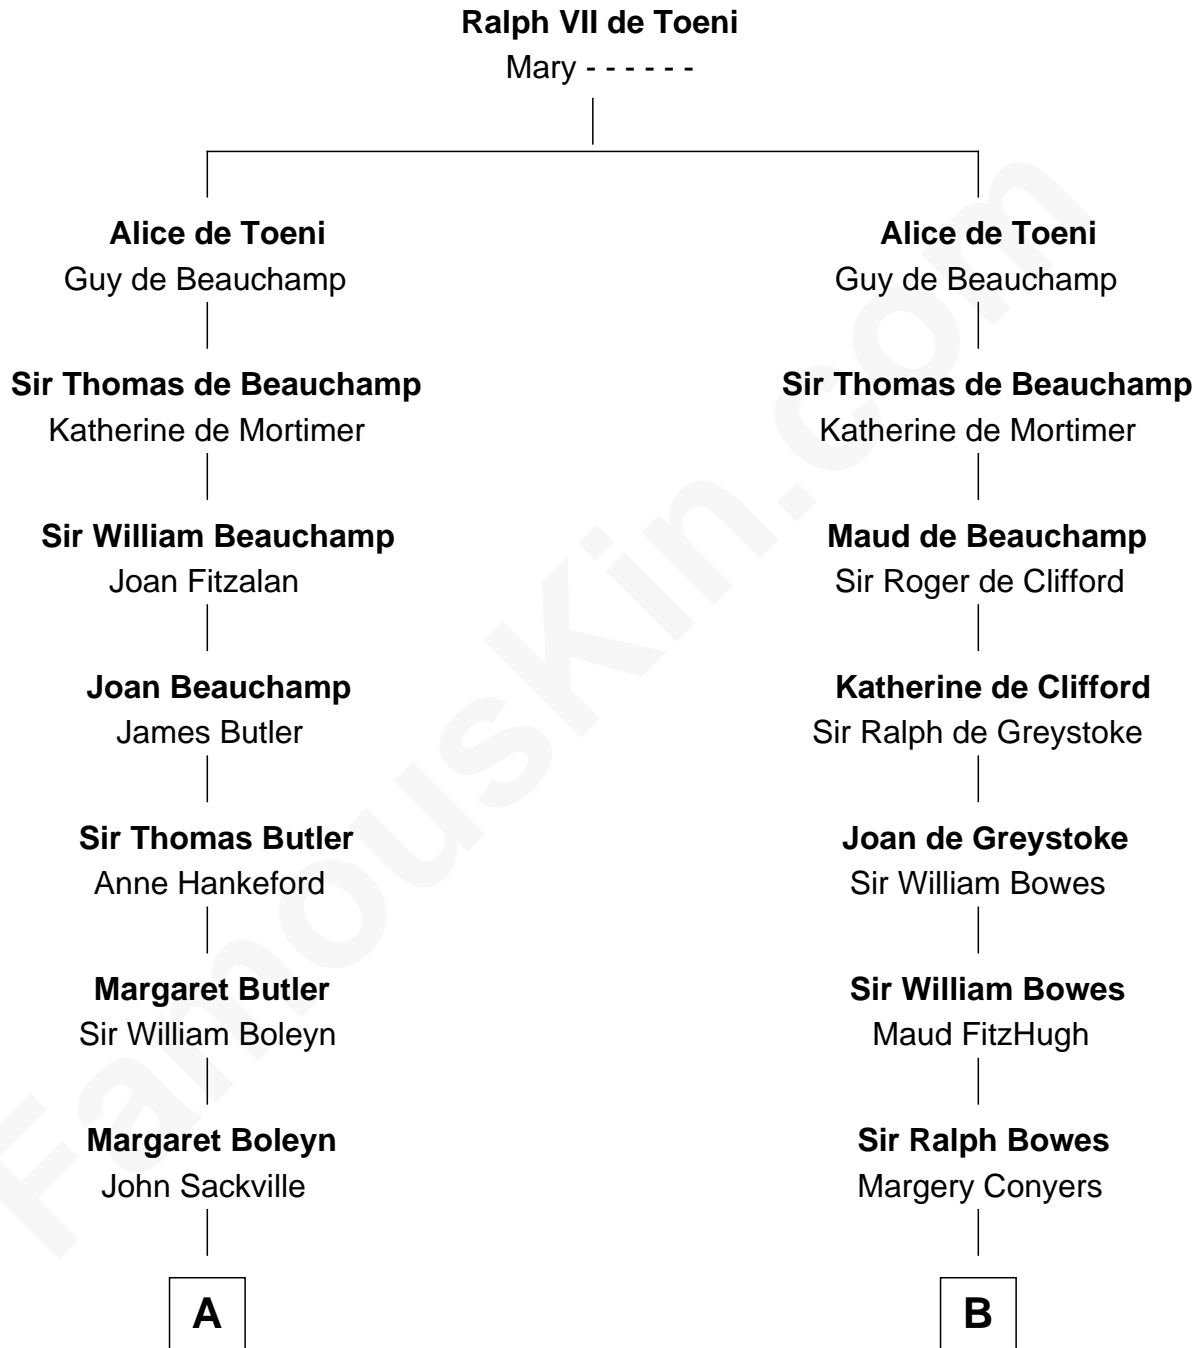 Ralph VII de Toeni
Mary - - - - - -
Alice de Toeni
Guy de Beauchamp
Sir Thomas de Beauchamp
Katherine de Mortimer
Sir William Beauchamp
Joan Fitzalan
Joan Beauchamp
James Butler
Sir Thomas Butler
Anne Hankeford
Margaret Butler
Sir William Boleyn
Margaret Boleyn
John Sackville
A
Alice de Toeni
Guy de Beauchamp
Sir Thomas de Beauchamp
Katherine de Mortimer
Maud de Beauchamp
Sir Roger de Clifford
Katherine de Clifford
Sir Ralph de Greystoke
Joan de Greystoke
Sir William Bowes
Sir William Bowes
Maud FitzHugh
Sir Ralph Bowes
Margery Conyers
B
FamousKin.com